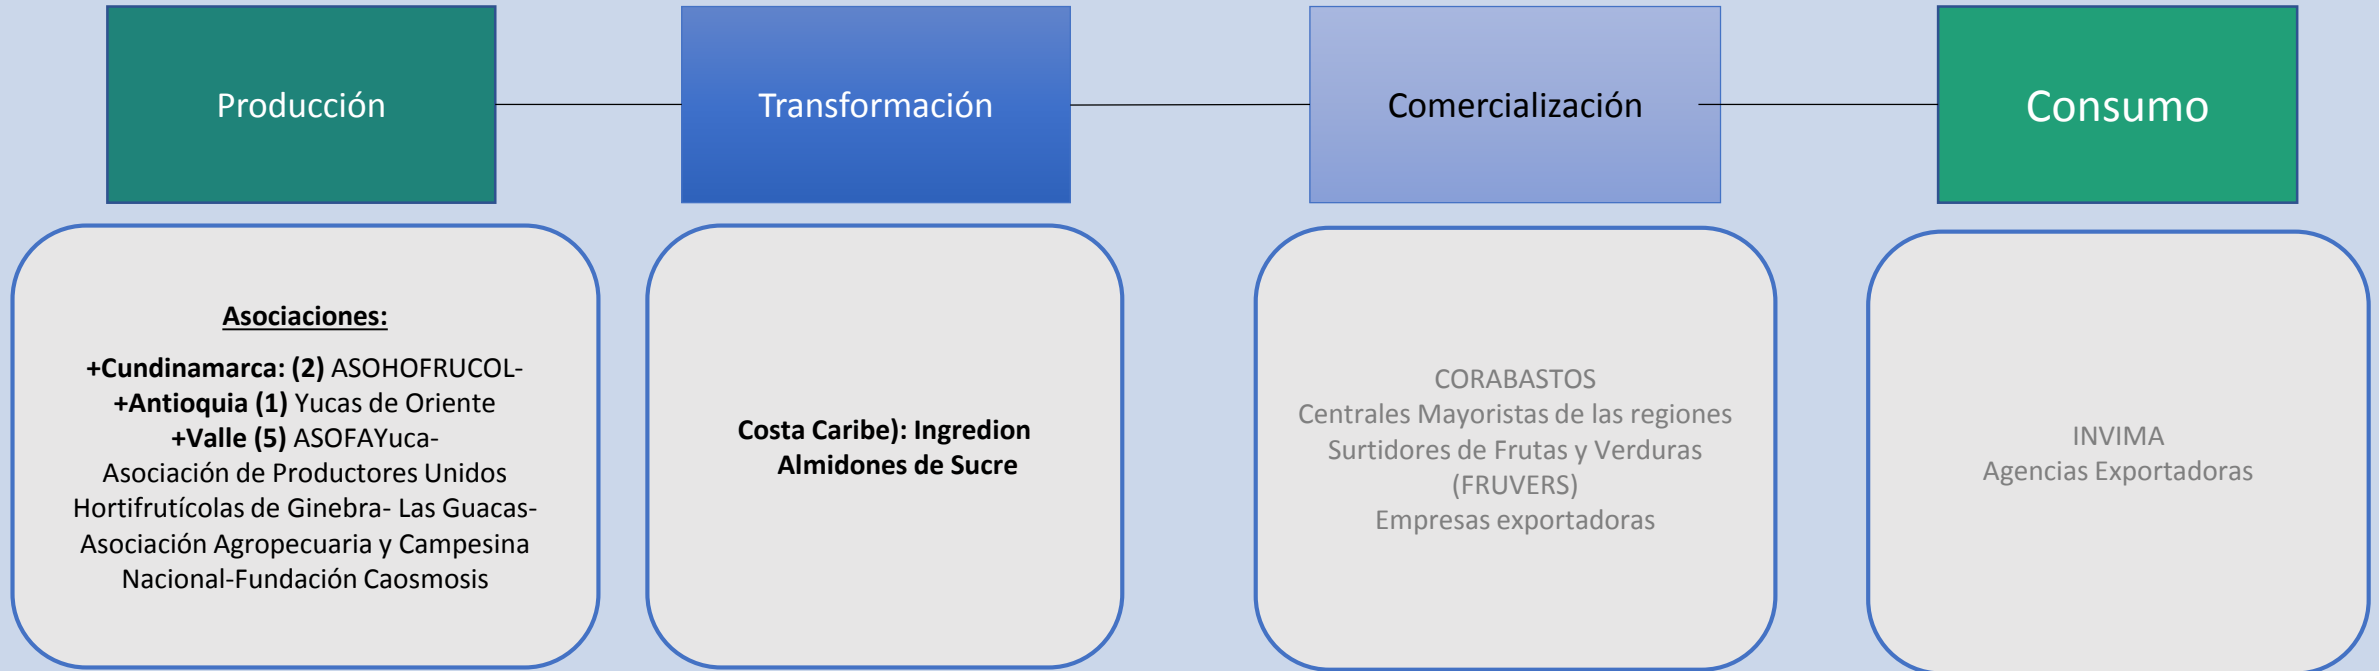 Producción
Transformación
Comercialización
Consumo
Asociaciones:
+Cundinamarca: (2) ASOHOFRUCOL-
+Antioquia (1) Yucas de Oriente
+Valle (5) ASOFAYuca-
Asociación de Productores Unidos
Hortifrutícolas de Ginebra- Las Guacas-
Asociación Agropecuaria y Campesina
Nacional-Fundación Caosmosis
Costa Caribe): Ingredion
Almidones de Sucre
CORABASTOS
Centrales Mayoristas de las regiones
Surtidores de Frutas y Verduras
(FRUVERS)
Empresas exportadoras
INVIMA
Agencias Exportadoras